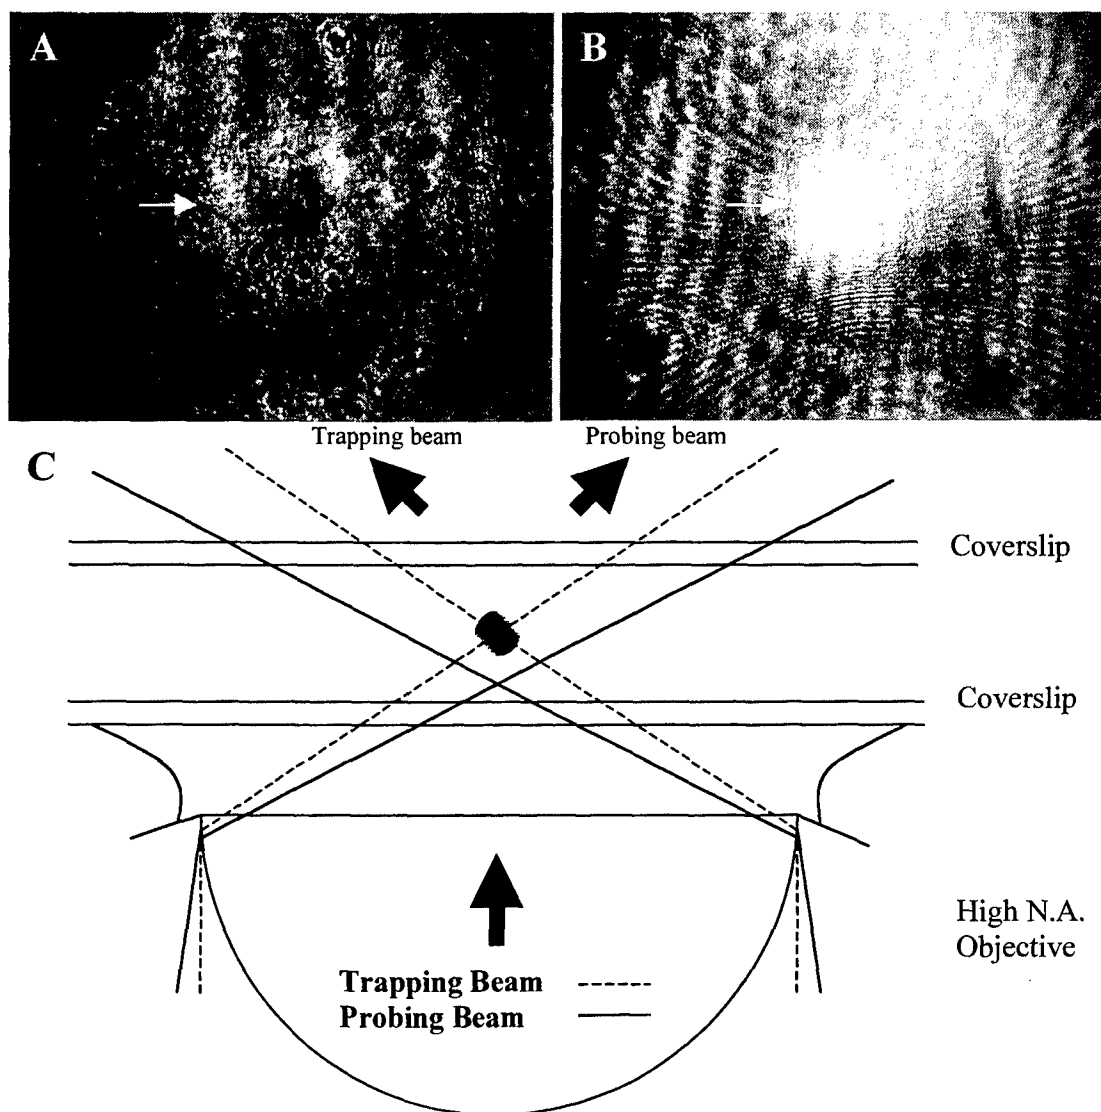 A
B
Trapping beam
Probing beam
C
Coverslip
Coverslip
High N.A.
Objective
Trapping Beam
Probing Beam